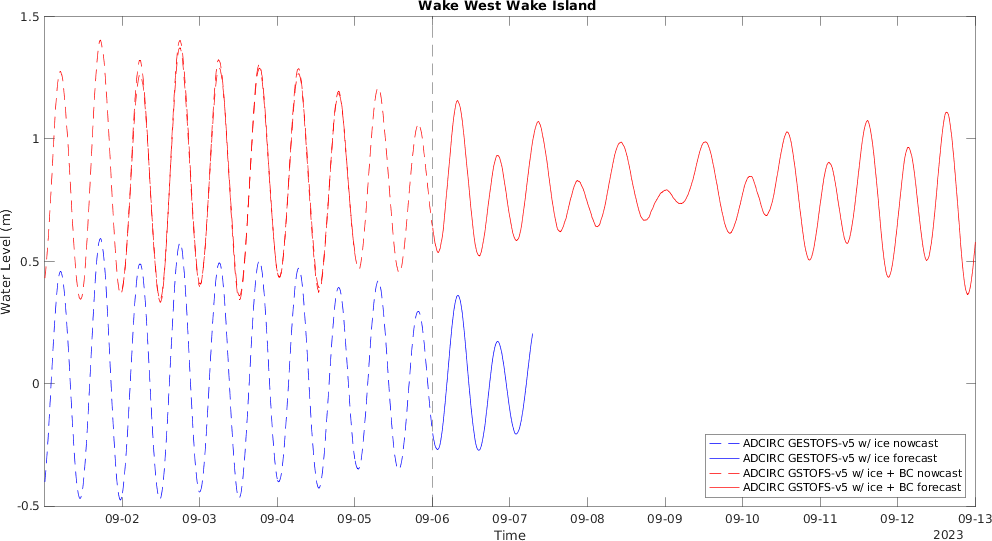 Wake West Wake Island
Water Level (m)
1.5
1
0.5
0
-0.5
09-02 09-03 09-04 09-05 09-06 09-07 09-08 09-09 09-10 09-11 09-12 09-13
Time
2023
ADCIRC GESTOFS-v5 w/ ice nowcast
ADCIRC GESTOFS-v5 w/ ice forecast
ADCIRC GSTOFS-v5 w/ ice + BC nowcast
ADCIRC GSTOFS-v5 w/ ice + BC forecast